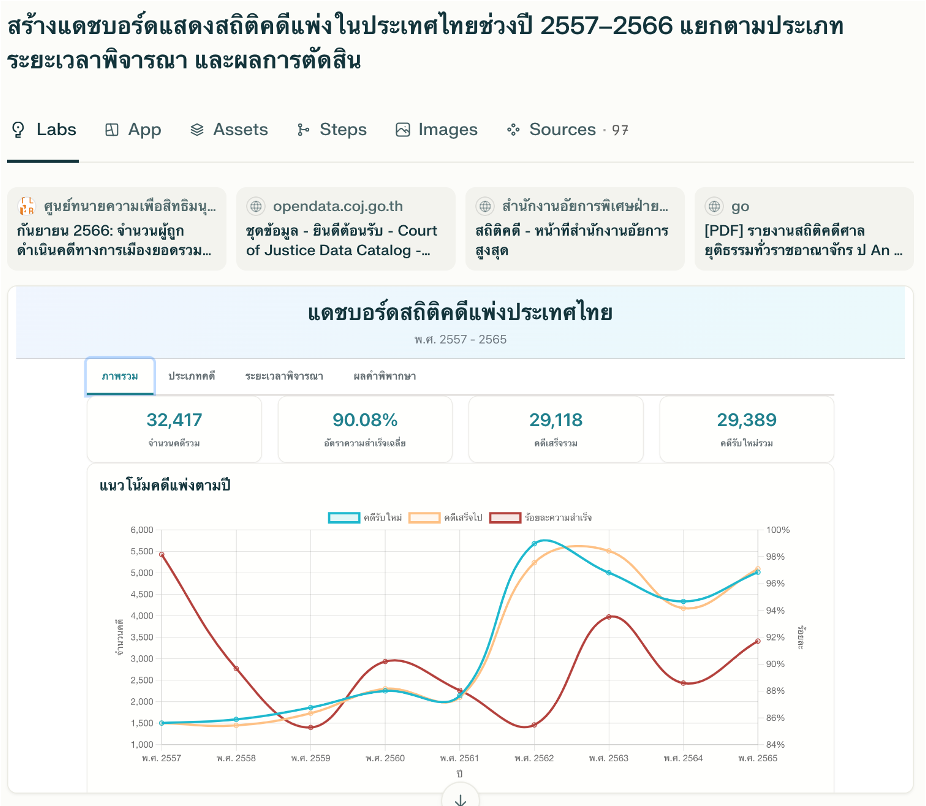 สร้างแดชบอร์ดแสดงสถิติคดีแพ่งในประเทศไทยช่วงปี 2557–2566 แยกตามประเภท
ระยะเวลาพิจารณา และผลการตัดสิน
Labs
App
Assets
Steps
Images
Sources · 97
ศูนย์ทนายความเพื่อสิทธิมนุ...
กันยายน 2566: จำนวนผู้ถูก
ดำเนินคดีทางการเมืองยอดรวม...
opendata.coj.go.th
ชุดข้อมูล - ยินดีต้อนรับ - Court
of Justice Data Catalog -...
สำนักงานอัยการพิเศษฝ่าย...
สถิติคดี - หน้าที่สำนักงานอัยการ
สูงสุด
go
[PDF] รายงานสถิติคดีศาล
ยุติธรรมทั่วราชอาณาจักร ป An ...
แดชบอร์ดสถิติคดีแพ่งประเทศไทย
พ.ศ. 2557 - 2565
ภาพรวม
ประเภทคดี
ระยะเวลาพิจารณา
ผลคำพิพากษา
32,417
จำนวนคดีรวม
90.08%
อัตราความสำเร็จเฉลี่ย
29,118
คดีเสร็จรวม
29,389
คดีรับใหม่รวม
แนวโน้มคดีแพ่งตามปี
คดีรับใหม่
คดีเสร็จไป
ร้อยละความสำเร็จ
6,000
5,500
5,000
4,500
4,000
3,500
3,000
2,500
2,000
1,500
1,000
จำนวนคดี
100%
98%
96%
94%
92%
90%
88%
86%
84%
ร้อยละ
พ.ศ. 2557
พ.ศ. 2558
พ.ศ. 2559
พ.ศ. 2560
พ.ศ. 2561
พ.ศ. 2562
พ.ศ. 2563
พ.ศ. 2564
พ.ศ. 2565
ปี